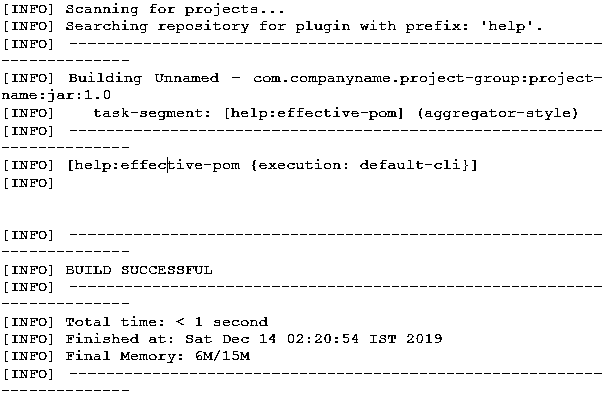 [INFO] Scanning for projects...
[INFO] Searching repository for plugin with prefix: 'help'.
[INFO] ----------------------------------------------------------
--------------
[INFO] Building Unnamed - com.companyname.project-group:project-
name:jar:1.0
[INFO]    task-segment: [help:effective-pom] (aggregator-style)
[INFO] ----------------------------------------------------------
--------------
[INFO] [help:effective-pom {execution: default-cli}]
[INFO]
[INFO] ----------------------------------------------------------
--------------
[INFO] BUILD SUCCESSFUL
[INFO] ----------------------------------------------------------
--------------
[INFO] Total time: < 1 second
[INFO] Finished at: Sat Dec 14 02:20:54 IST 2019
[INFO] Final Memory: 6M/15M
[INFO] ----------------------------------------------------------
--------------